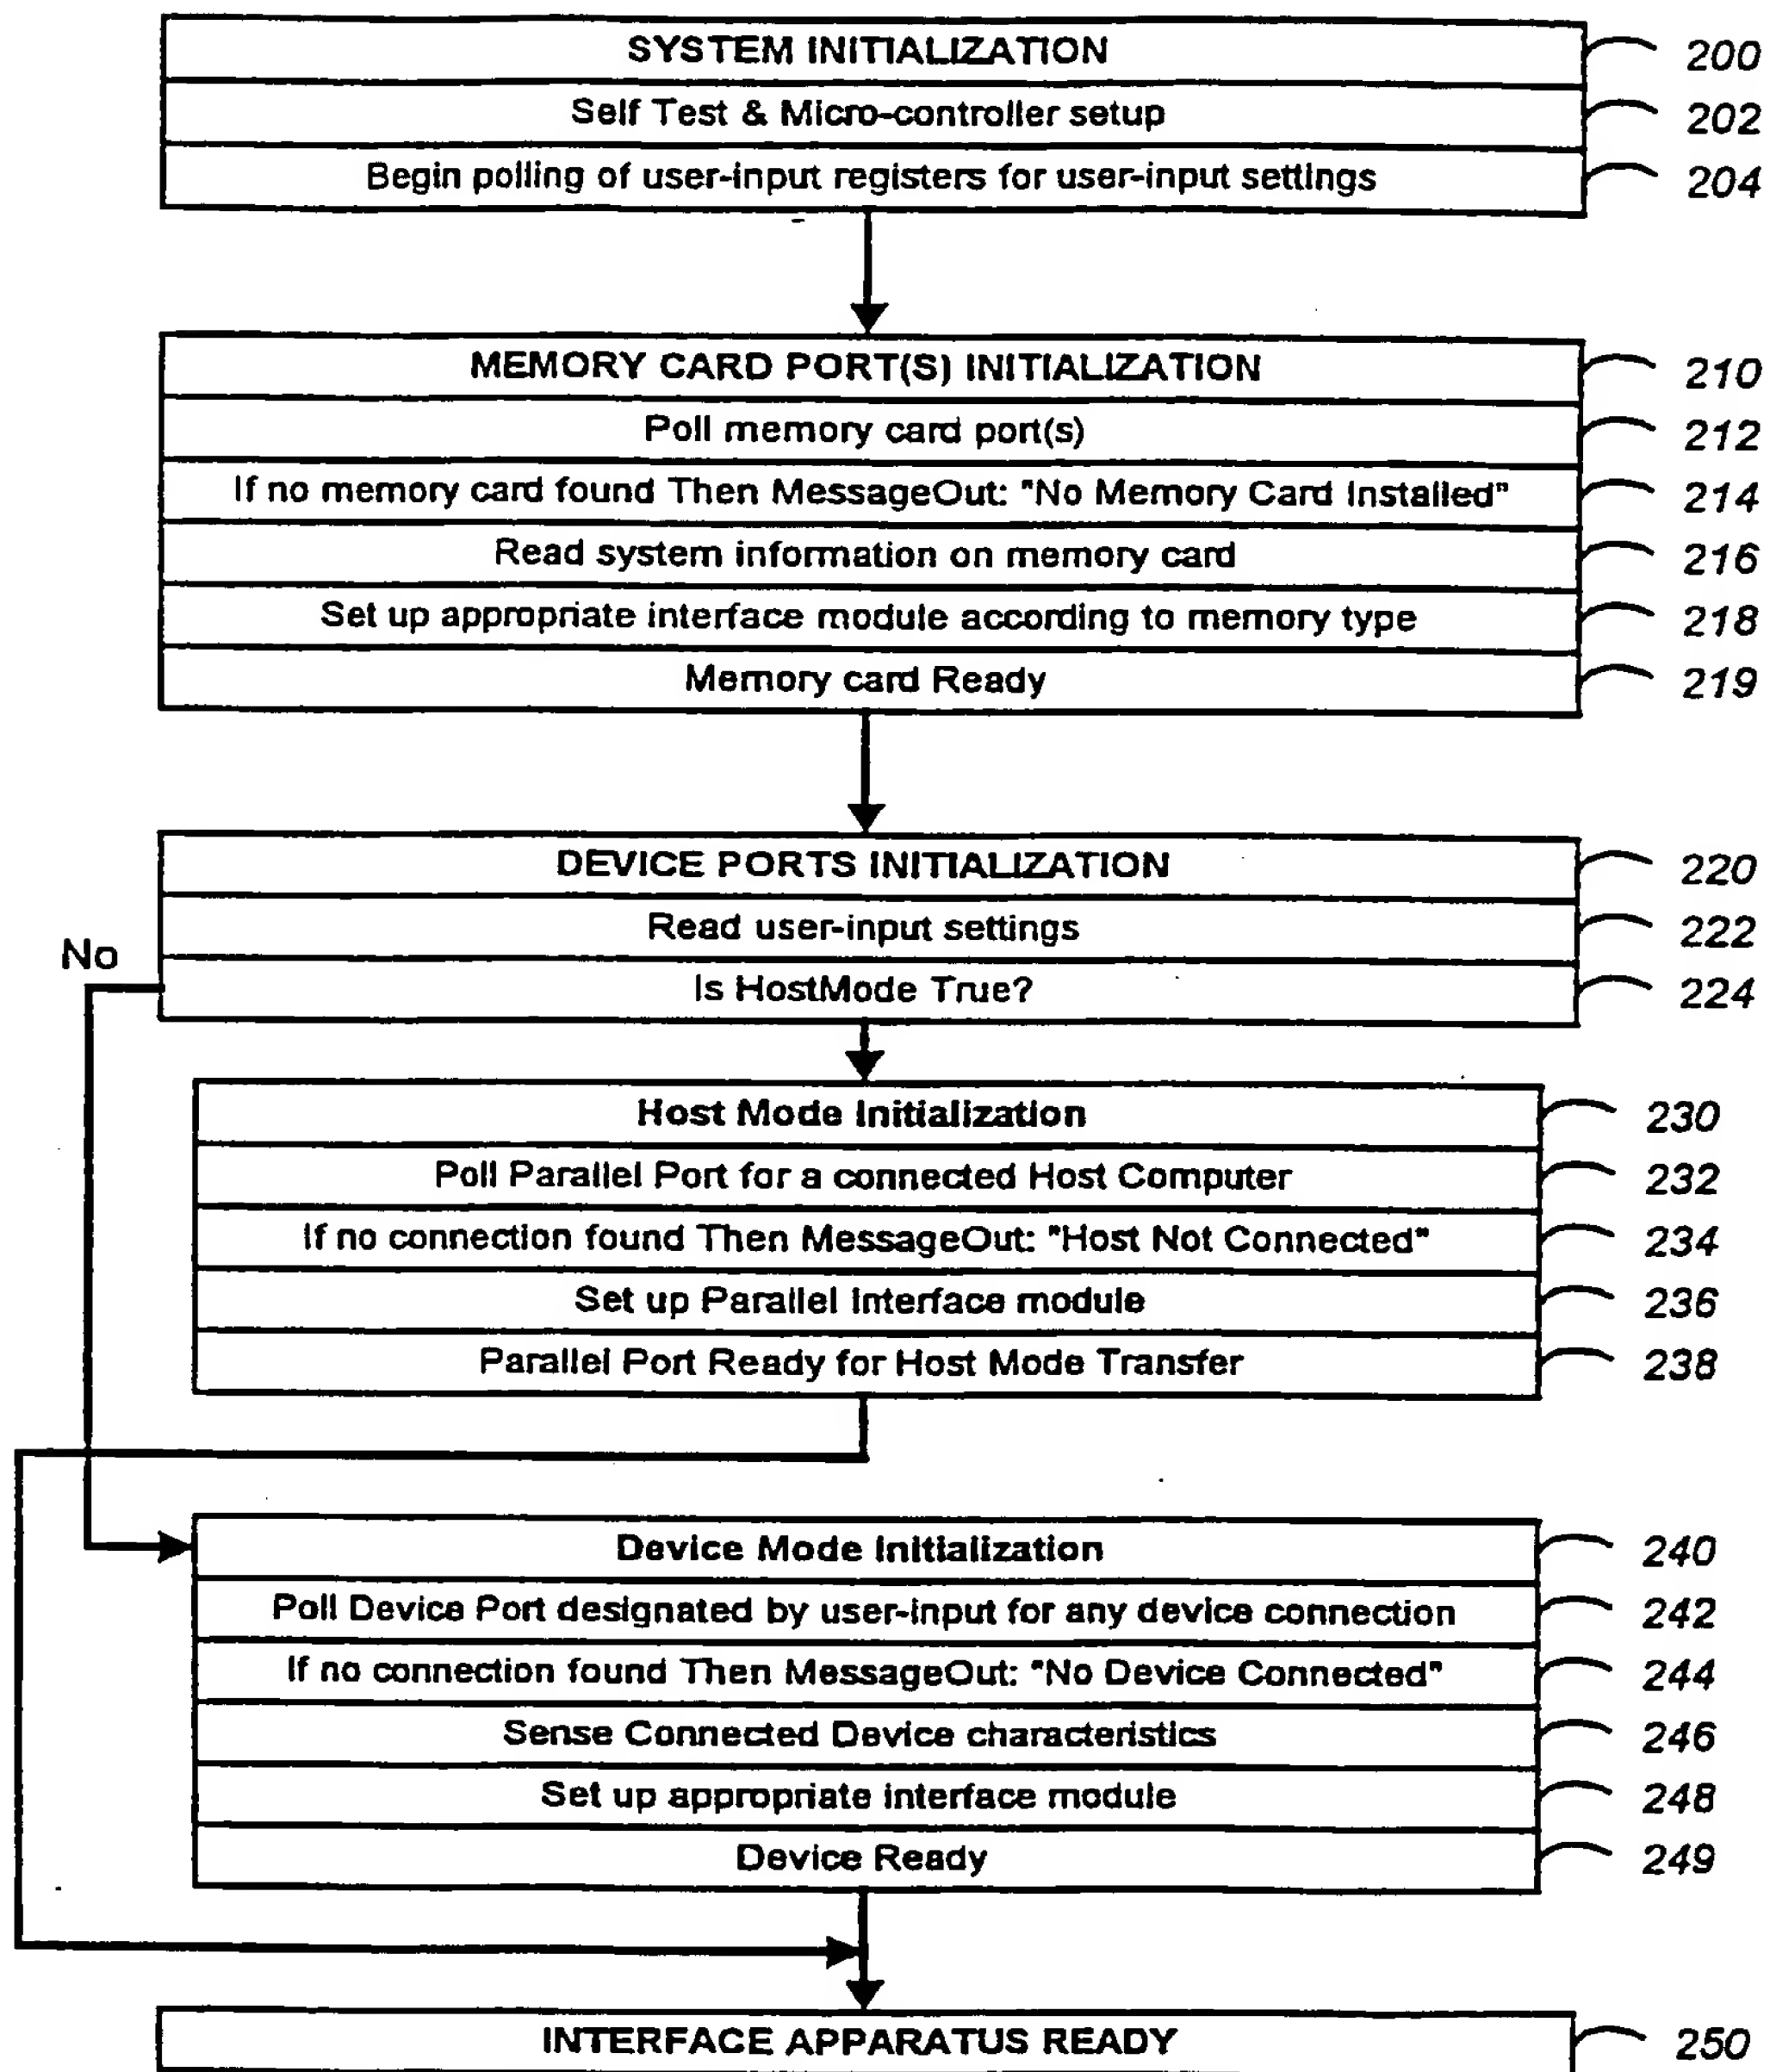 SYSTEM INITIALIZATION 200
Self Test & Micro-controller setup 202
Begin polling of user-input registers for user-input settings 204
MEMORY CARD PORT(S) INITIALIZATION 210
Poll memory card port(s) 212
If no memory card found Then MessageOut: "No Memory Card Installed" 214
Read system information on memory card 216
Set up appropriate interface module according to memory type 218
Memory card Ready 219
DEVICE PORTS INITIALIZATION 220
Read user-input settings 222
No
Is HostMode True? 224
Host Mode Initialization 230
Poll Parallel Port for a connected Host Computer 232
If no connection found Then MessageOut: "Host Not Connected" 234
Set up Parallel Interface module 236
Parallel Port Ready for Host Mode Transfer 238
Device Mode Initialization 240
Poll Device Port designated by user-input for any device connection 242
If no connection found Then MessageOut: "No Device Connected" 244
Sense Connected Device characteristics 246
Set up appropriate interface module 248
Device Ready 249
INTERFACE APPARATUS READY 250